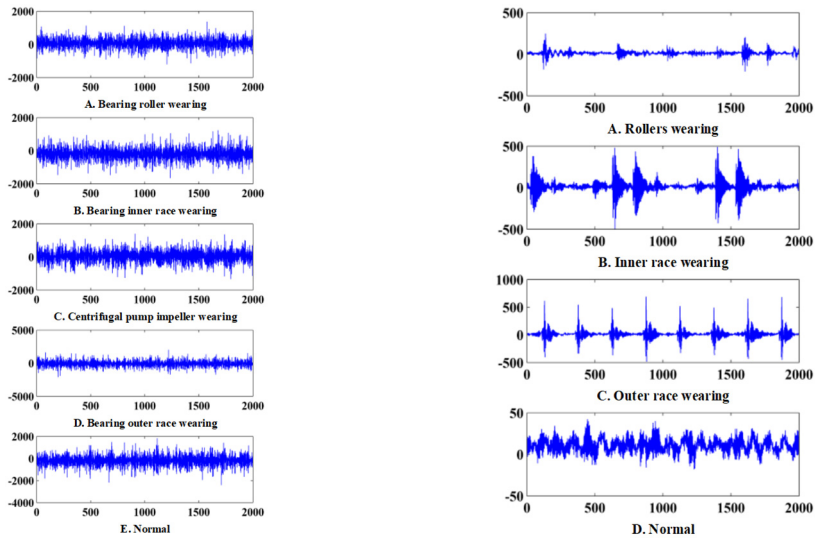 2000
0
-2000
0 500 1000 1500 2000
A. Bearing roller wearing
2000
0
-2000
0 500 1000 1500 2000
B. Bearing inner race wearing
2000
0
-2000
0 500 1000 1500 2000
C. Centrifugal pump impeller wearing
5000
0
-5000
0 500 1000 1500 2000
D. Bearing outer race wearing
2000
0
-2000
-4000
0 500 1000 1500 2000
E. Normal
500
0
-500
0 500 1000 1500 2000
A. Rollers wearing
500
0
-500
0 500 1000 1500 2000
B. Inner race wearing
1000
500
0
-500
0 500 1000 1500 2000
C. Outer race wearing
50
0
-50
0 500 1000 1500 2000
D. Normal